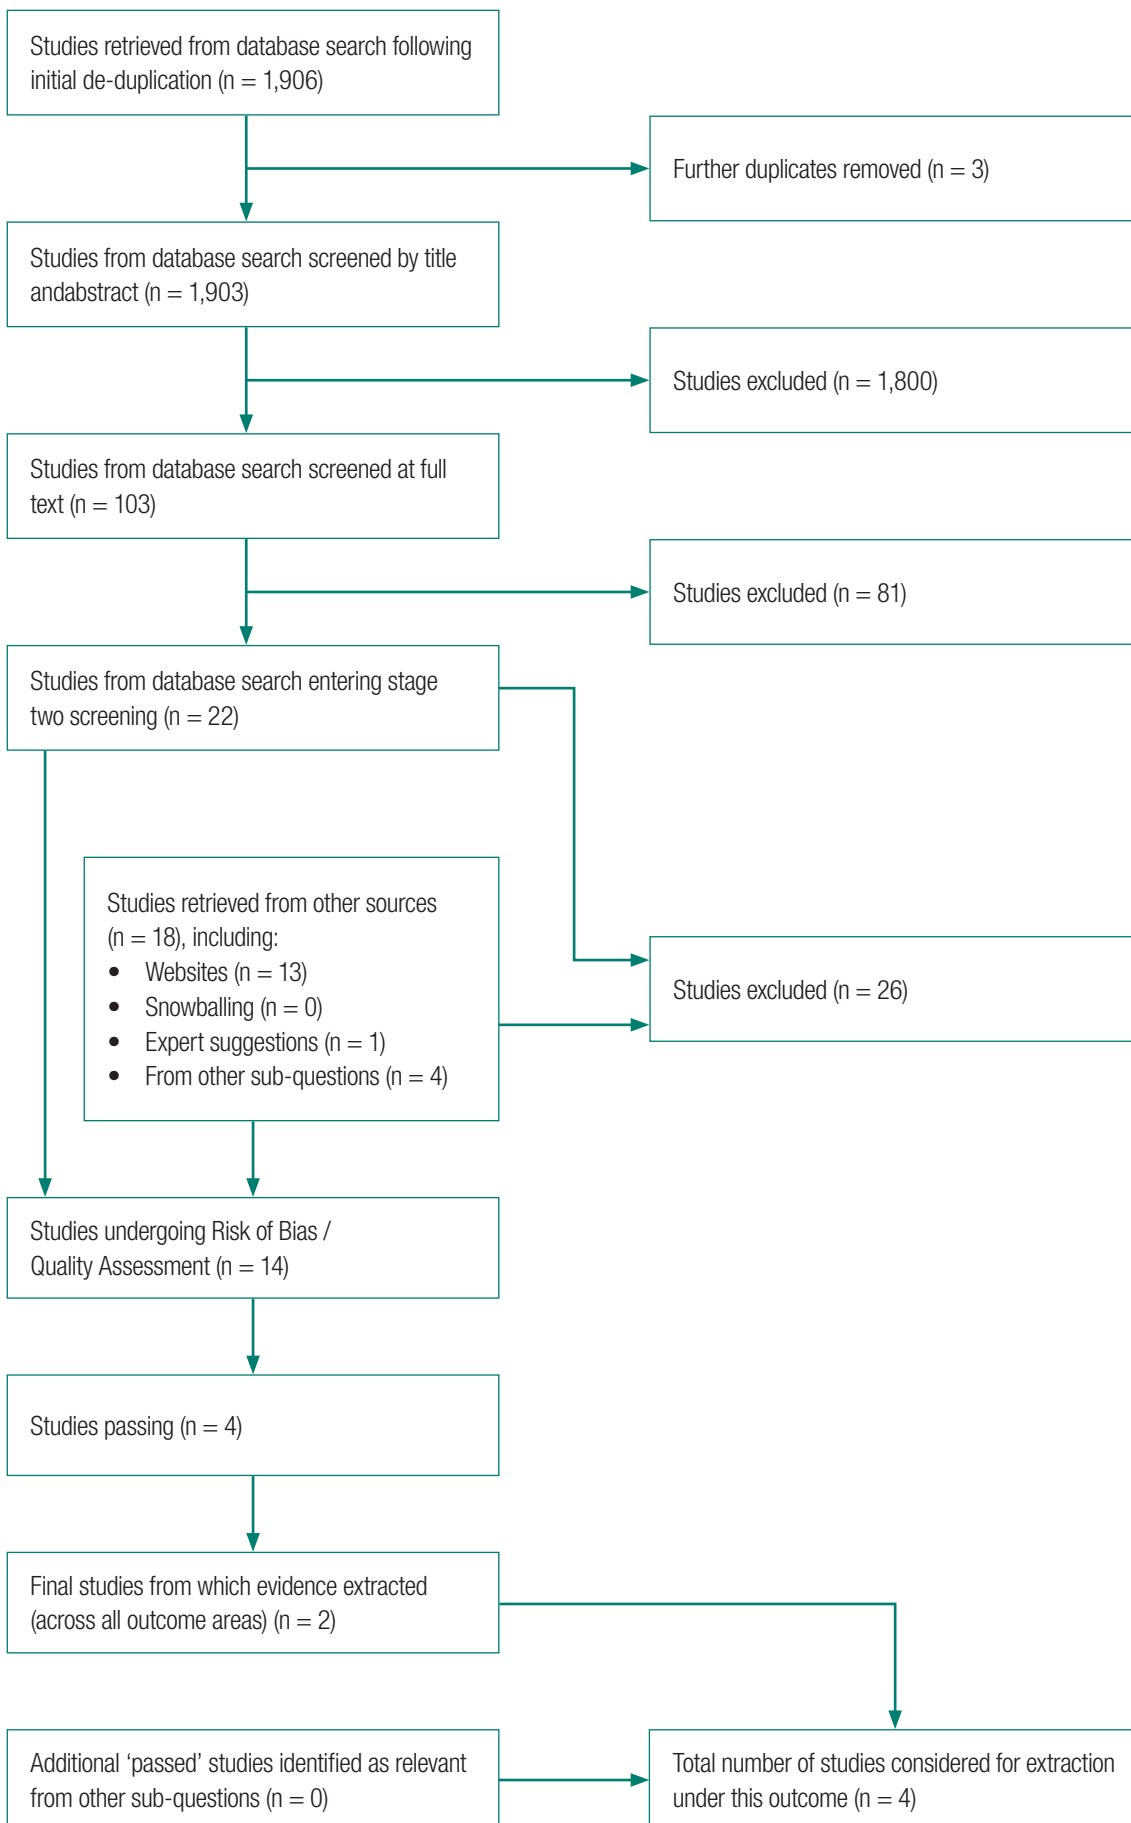 Studies retrieved from database search following
initial de-duplication (n = 1,906)
Further duplicates removed (n = 3)
Studies from database search screened by title
andabstract (n = 1,903)
Studies excluded (n = 1,800)
Studies from database search screened at full
text (n = 103)
Studies excluded (n = 81)
Studies from database search entering stage
two screening (n = 22)
Studies retrieved from other sources
(n = 18), including:
• Websites (n = 13)
• Snowballing (n = 0)
• Expert suggestions (n = 1)
• From other sub-questions (n = 4)
Studies excluded (n = 26)
Studies undergoing Risk of Bias /
Quality Assessment (n = 14)
Studies passing (n = 4)
Final studies from which evidence extracted
(across all outcome areas) (n = 2)
Additional ‘passed’ studies identified as relevant
from other sub-questions (n = 0)
Total number of studies considered for extraction
under this outcome (n = 4)